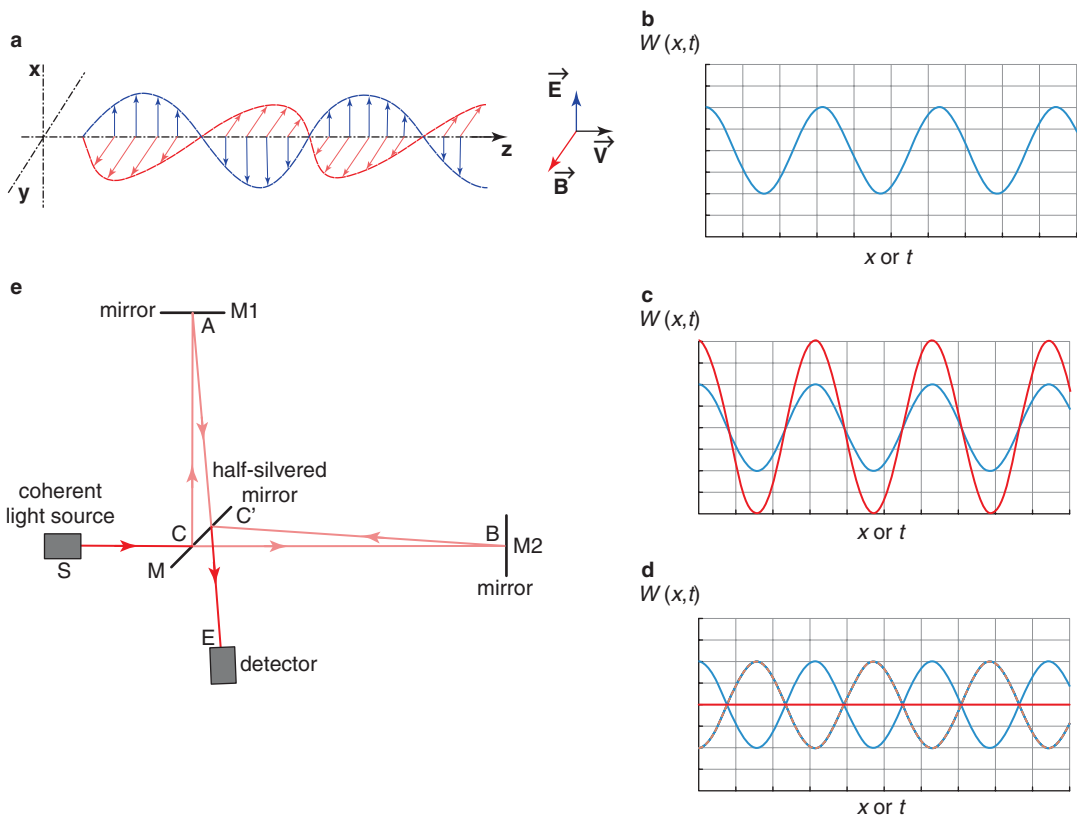 a
x
y
z
E
V
B
b
W (x,t)
x or t
e
mirror
M1
A
half-silvered
mirror
coherent
light source
C
C'
B
M2
S
M
mirror
E
detector
c
W (x,t)
x or t
d
W (x,t)
x or t